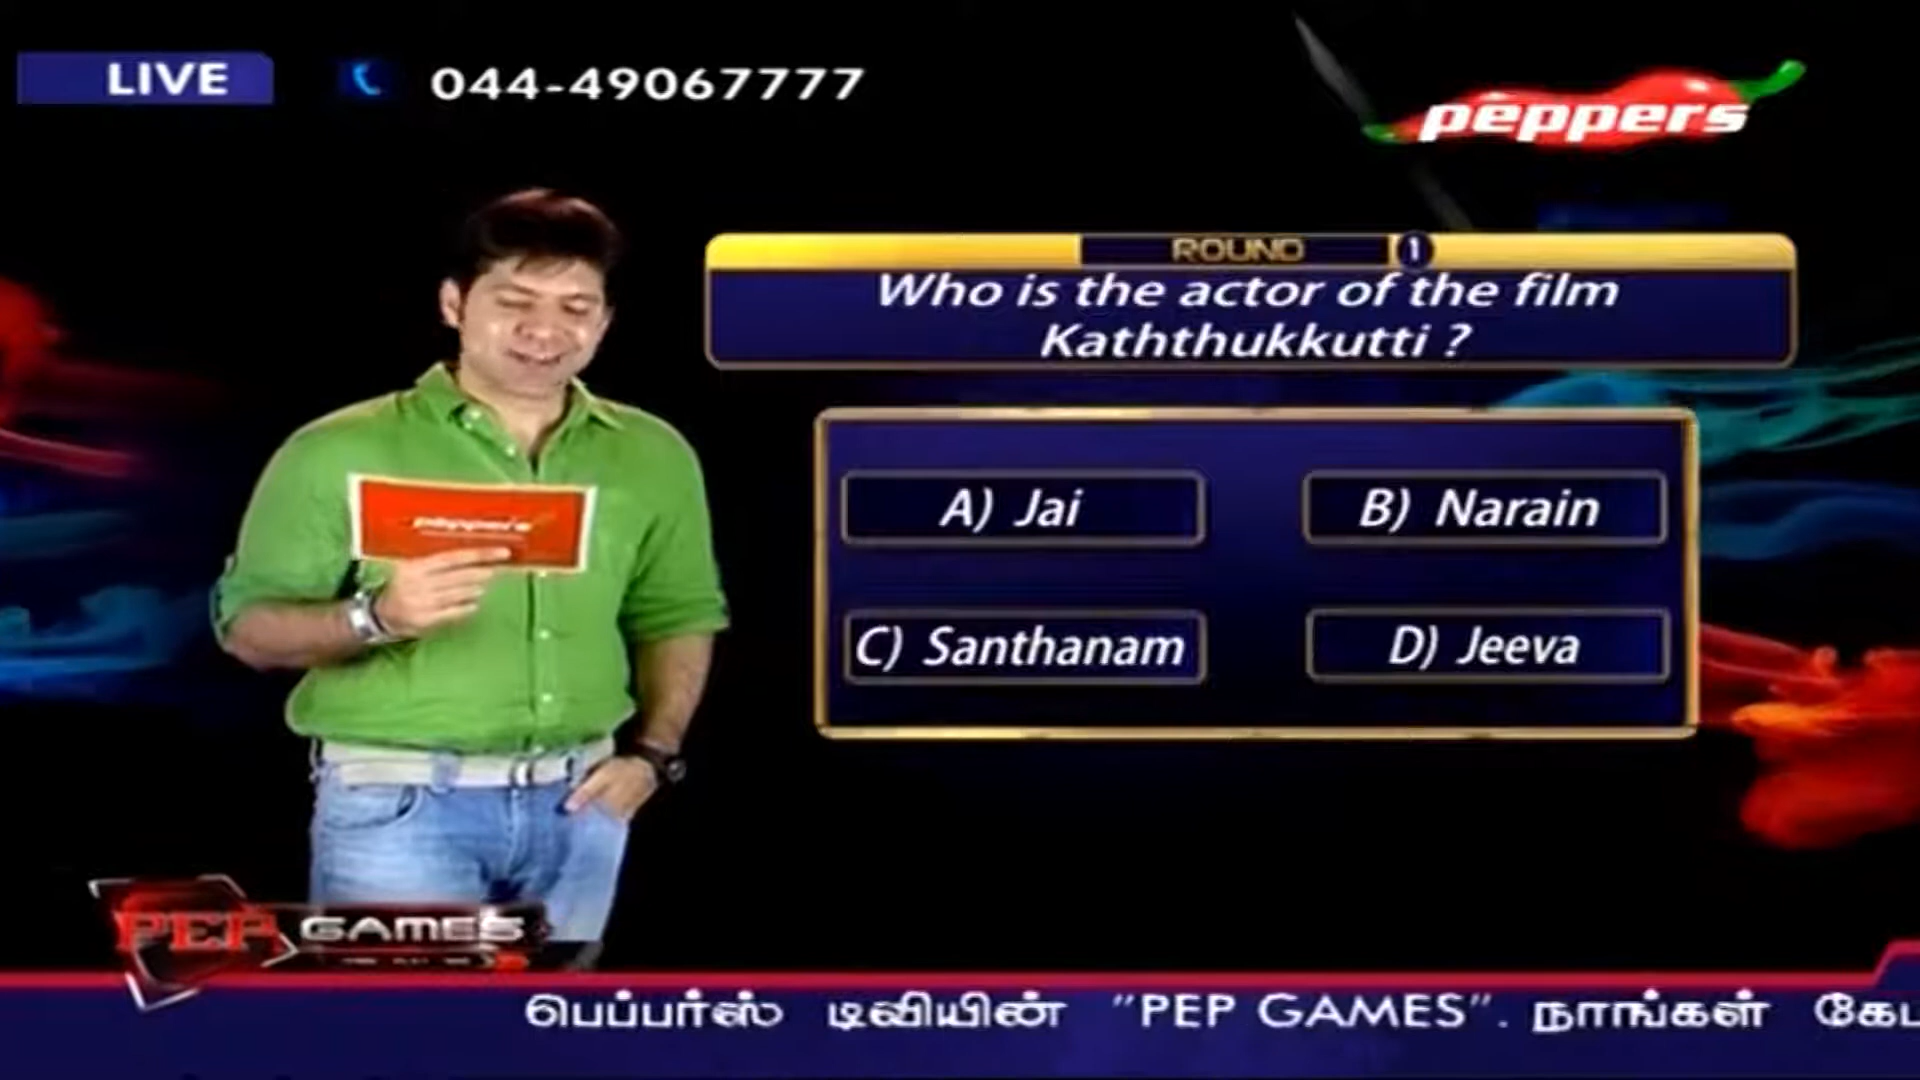 LIVE
044-49067777
peppers
ROUND 1
Who is the actor of the film
Kaththukkutti ?
A) Jai
B) Narain
C) Santhanam
D) Jeeva
peppers
PEP GAMES
பெப்பர்ஸ் டிவியின் "PEP GAMES". நாங்கள்